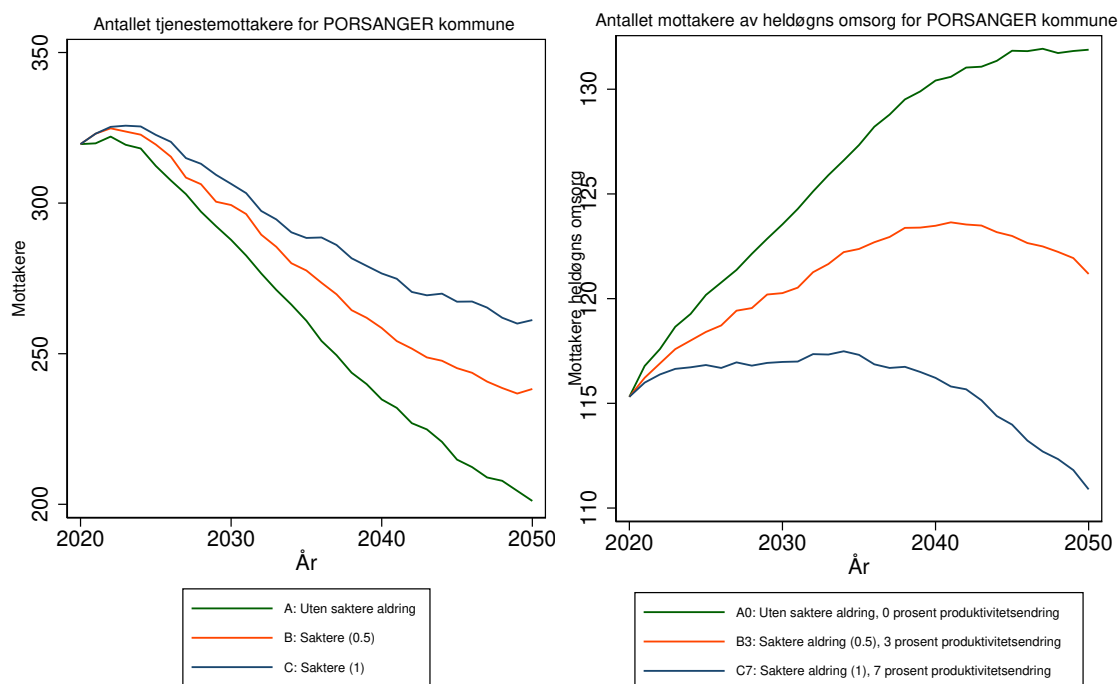 Antallet tjenestemottakere for PORSANGER kommune
Mottakere
350
300
250
200
2020
2030
2040
2050
År
A: Uten saktere aldring
B: Saktere (0.5)
C: Saktere (1)
Antallet mottakere av heldøgns omsorg for PORSANGER kommune
Mottakere heldøgns omsorg
130
125
120
115
110
2020
2030
2040
2050
År
A0: Uten saktere aldring, 0 prosent produktivitetsendring
B3: Saktere aldring (0.5), 3 prosent produktivitetsendring
C7: Saktere aldring (1), 7 prosent produktivitetsendring